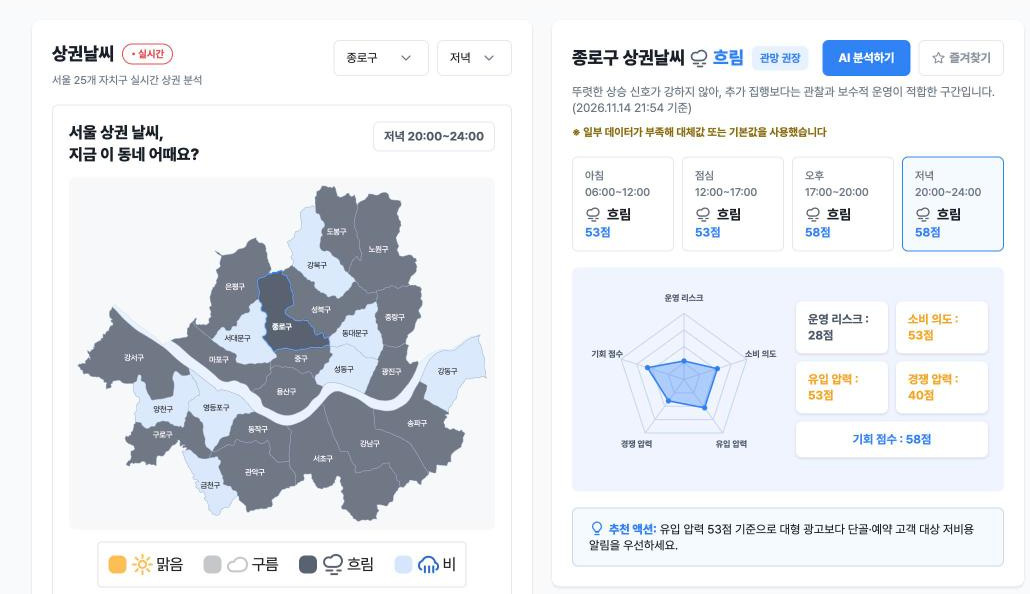 상권날씨
• 실시간
서울 25개 자치구 실시간 상권 분석
종로구
저녁
서울 상권 날씨,
지금 이 동네 어때요?
저녁 20:00~24:00
도봉구
노원구
강북구
은평구
성북구
중랑구
종로구
동대문구
서대문구
강서구
마포구
중구
성동구
광진구
강동구
용산구
양천구
영등포구
송파구
동작구
구로구
강남구
서초구
관악구
금천구
맑음
구름
흐림
비
종로구 상권날씨 흐림
관망 권장
AI 분석하기
즐겨찾기
뚜렷한 상승 신호가 강하지 않아, 추가 집행보다는 관찰과 보수적 운영이 적합한 구간입니다.
(2026.11.14 21:54 기준)
※ 일부 데이터가 부족해 대체값 또는 기본값을 사용했습니다
아침
06:00~12:00
흐림
53점
점심
12:00~17:00
흐림
53점
오후
17:00~20:00
흐림
58점
저녁
20:00~24:00
흐림
58점
운영 리스크
소비 의도
유입 압력
경쟁 압력
기회 점수
운영 리스크 :
28점
소비 의도 :
53점
유입 압력 :
53점
경쟁 압력 :
40점
기회 점수 : 58점
추천 액션: 유입 압력 53점 기준으로 대형 광고보다 단골·예약 고객 대상 저비용
알림을 우선하세요.